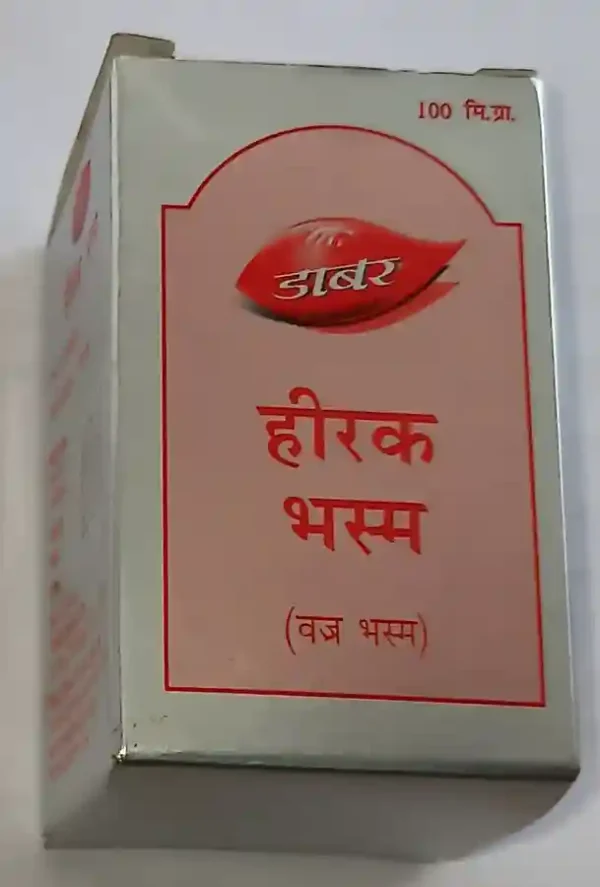 100 मि.ग्रा.
डाबर
हीरक
भस्म
(वज्र भस्म)